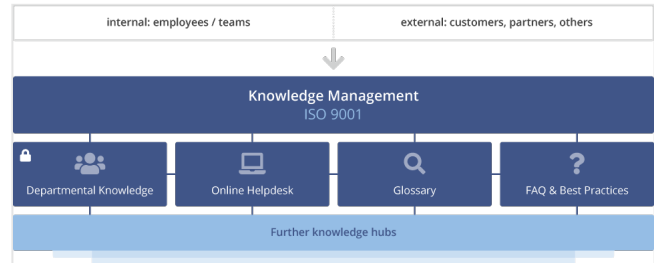 internal: employees / teams
external: customers, partners, others
Knowledge Management
ISO 9001
Departmental Knowledge
Online Helpdesk
Glossary
FAQ & Best Practices
Further knowledge hubs